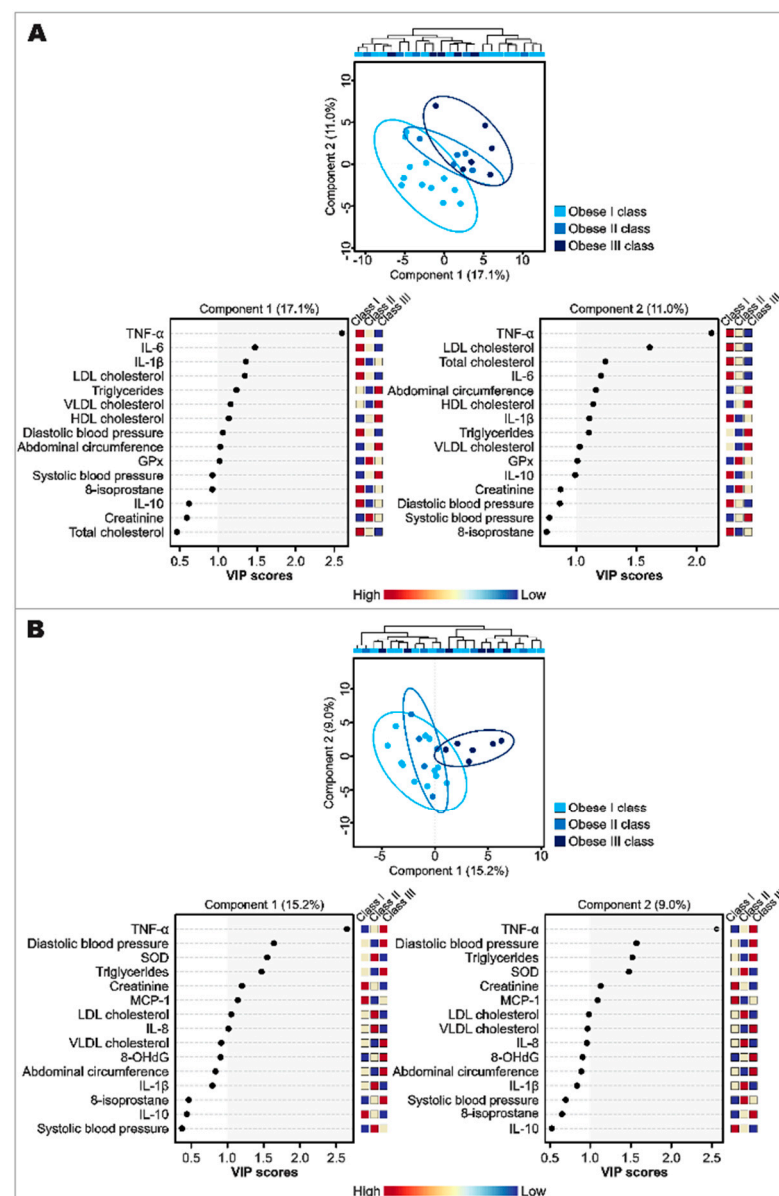 A
10
5
0
-5
-10
Component 2 (11.0%)
-10 -5 0 5 10
Component 1 (17.1%)
Obese I class
Obese II class
Obese III class
Component 1 (17.1%)
Class I
Class II
Class III
TNF-α
IL-6
IL-1β
LDL cholesterol
Triglycerides
VLDL cholesterol
HDL cholesterol
Diastolic blood pressure
Abdominal circumference
GPx
Systolic blood pressure
8-isoprostane
IL-10
Creatinine
Total cholesterol
0.5 1.0 1.5 2.0 2.5
VIP scores
Component 2 (11.0%)
Class I
Class II
Class III
TNF-α
LDL cholesterol
Total cholesterol
IL-6
Abdominal circumference
HDL cholesterol
IL-1β
Triglycerides
VLDL cholesterol
GPx
IL-10
Creatinine
Diastolic blood pressure
Systolic blood pressure
8-isoprostane
1.0 1.5 2.0
VIP scores
High Low
B
10
5
0
-5
-10
Component 2 (9.0%)
-5 0 5 10
Component 1 (15.2%)
Obese I class
Obese II class
Obese III class
Component 1 (15.2%)
Class I
Class II
Class III
TNF-α
Diastolic blood pressure
SOD
Triglycerides
Creatinine
MCP-1
LDL cholesterol
IL-8
VLDL cholesterol
8-OHdG
Abdominal circumference
IL-1β
8-isoprostane
IL-10
Systolic blood pressure
0.5 1.0 1.5 2.0 2.5
VIP scores
Component 2 (9.0%)
Class I
Class II
TNF-α
Diastolic blood pressure
Triglycerides
SOD
Creatinine
MCP-1
LDL cholesterol
VLDL cholesterol
IL-8
8-OHdG
Abdominal circumference
IL-1β
Systolic blood pressure
8-isoprostane
IL-10
0.5 1.0 1.5 2.0 2.5
VIP scores
High Low